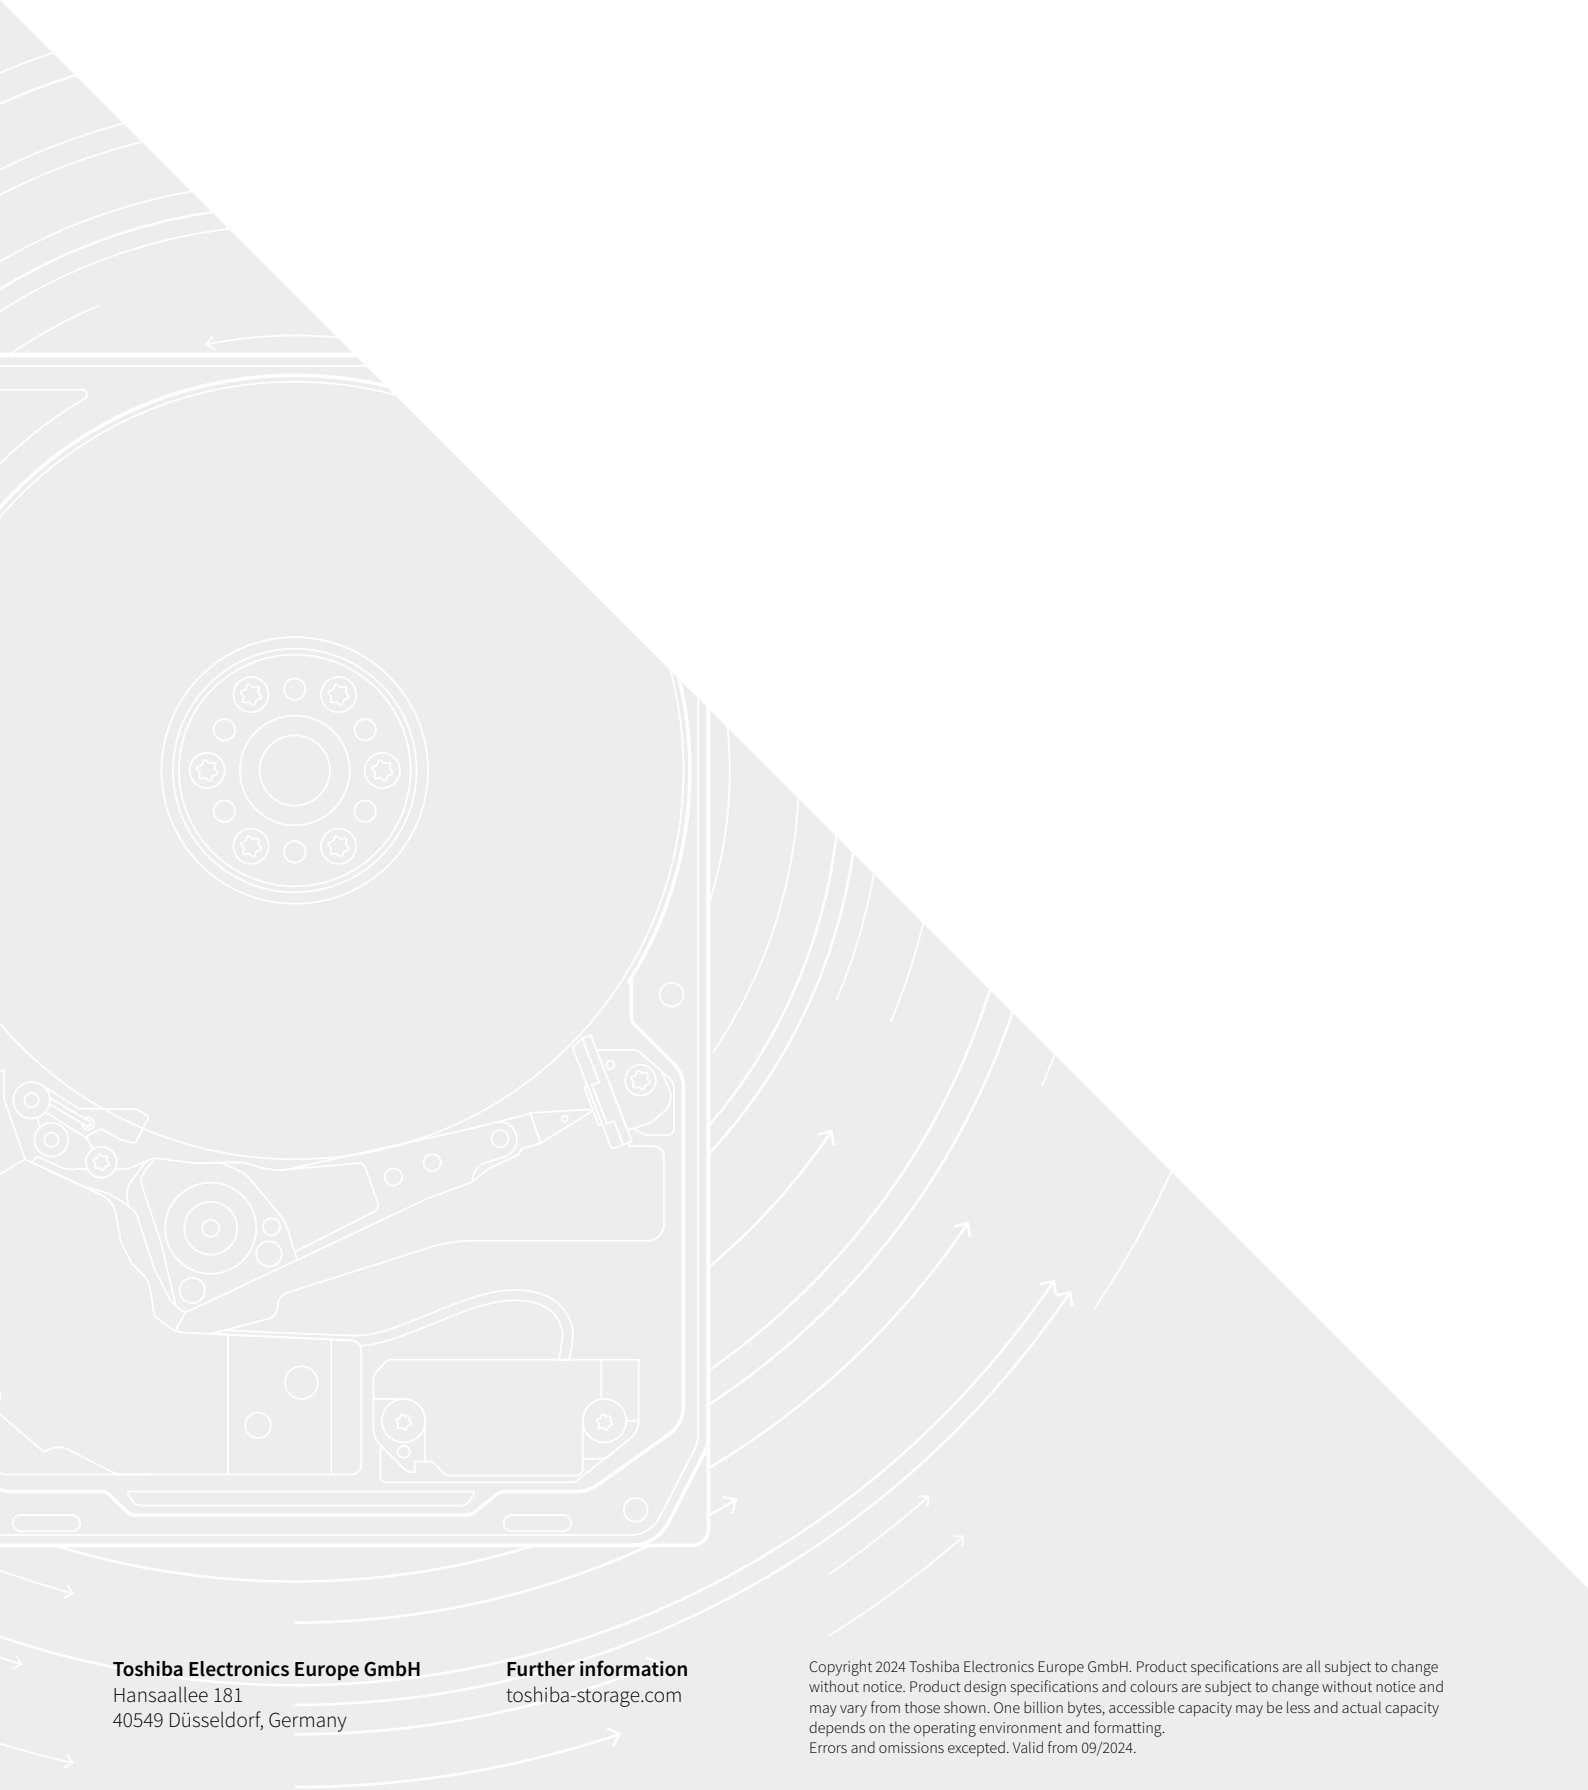 Toshiba Electronics Europe GmbH
Hansaallee 181
40549 Düsseldorf, Germany
Further information
toshiba-storage.com
Copyright 2024 Toshiba Electronics Europe GmbH. Product specifications are all subject to change
without notice. Product design specifications and colours are subject to change without notice and
may vary from those shown. One billion bytes, accessible capacity may be less and actual capacity
depends on the operating environment and formatting.
Errors and omissions excepted. Valid from 09/2024.